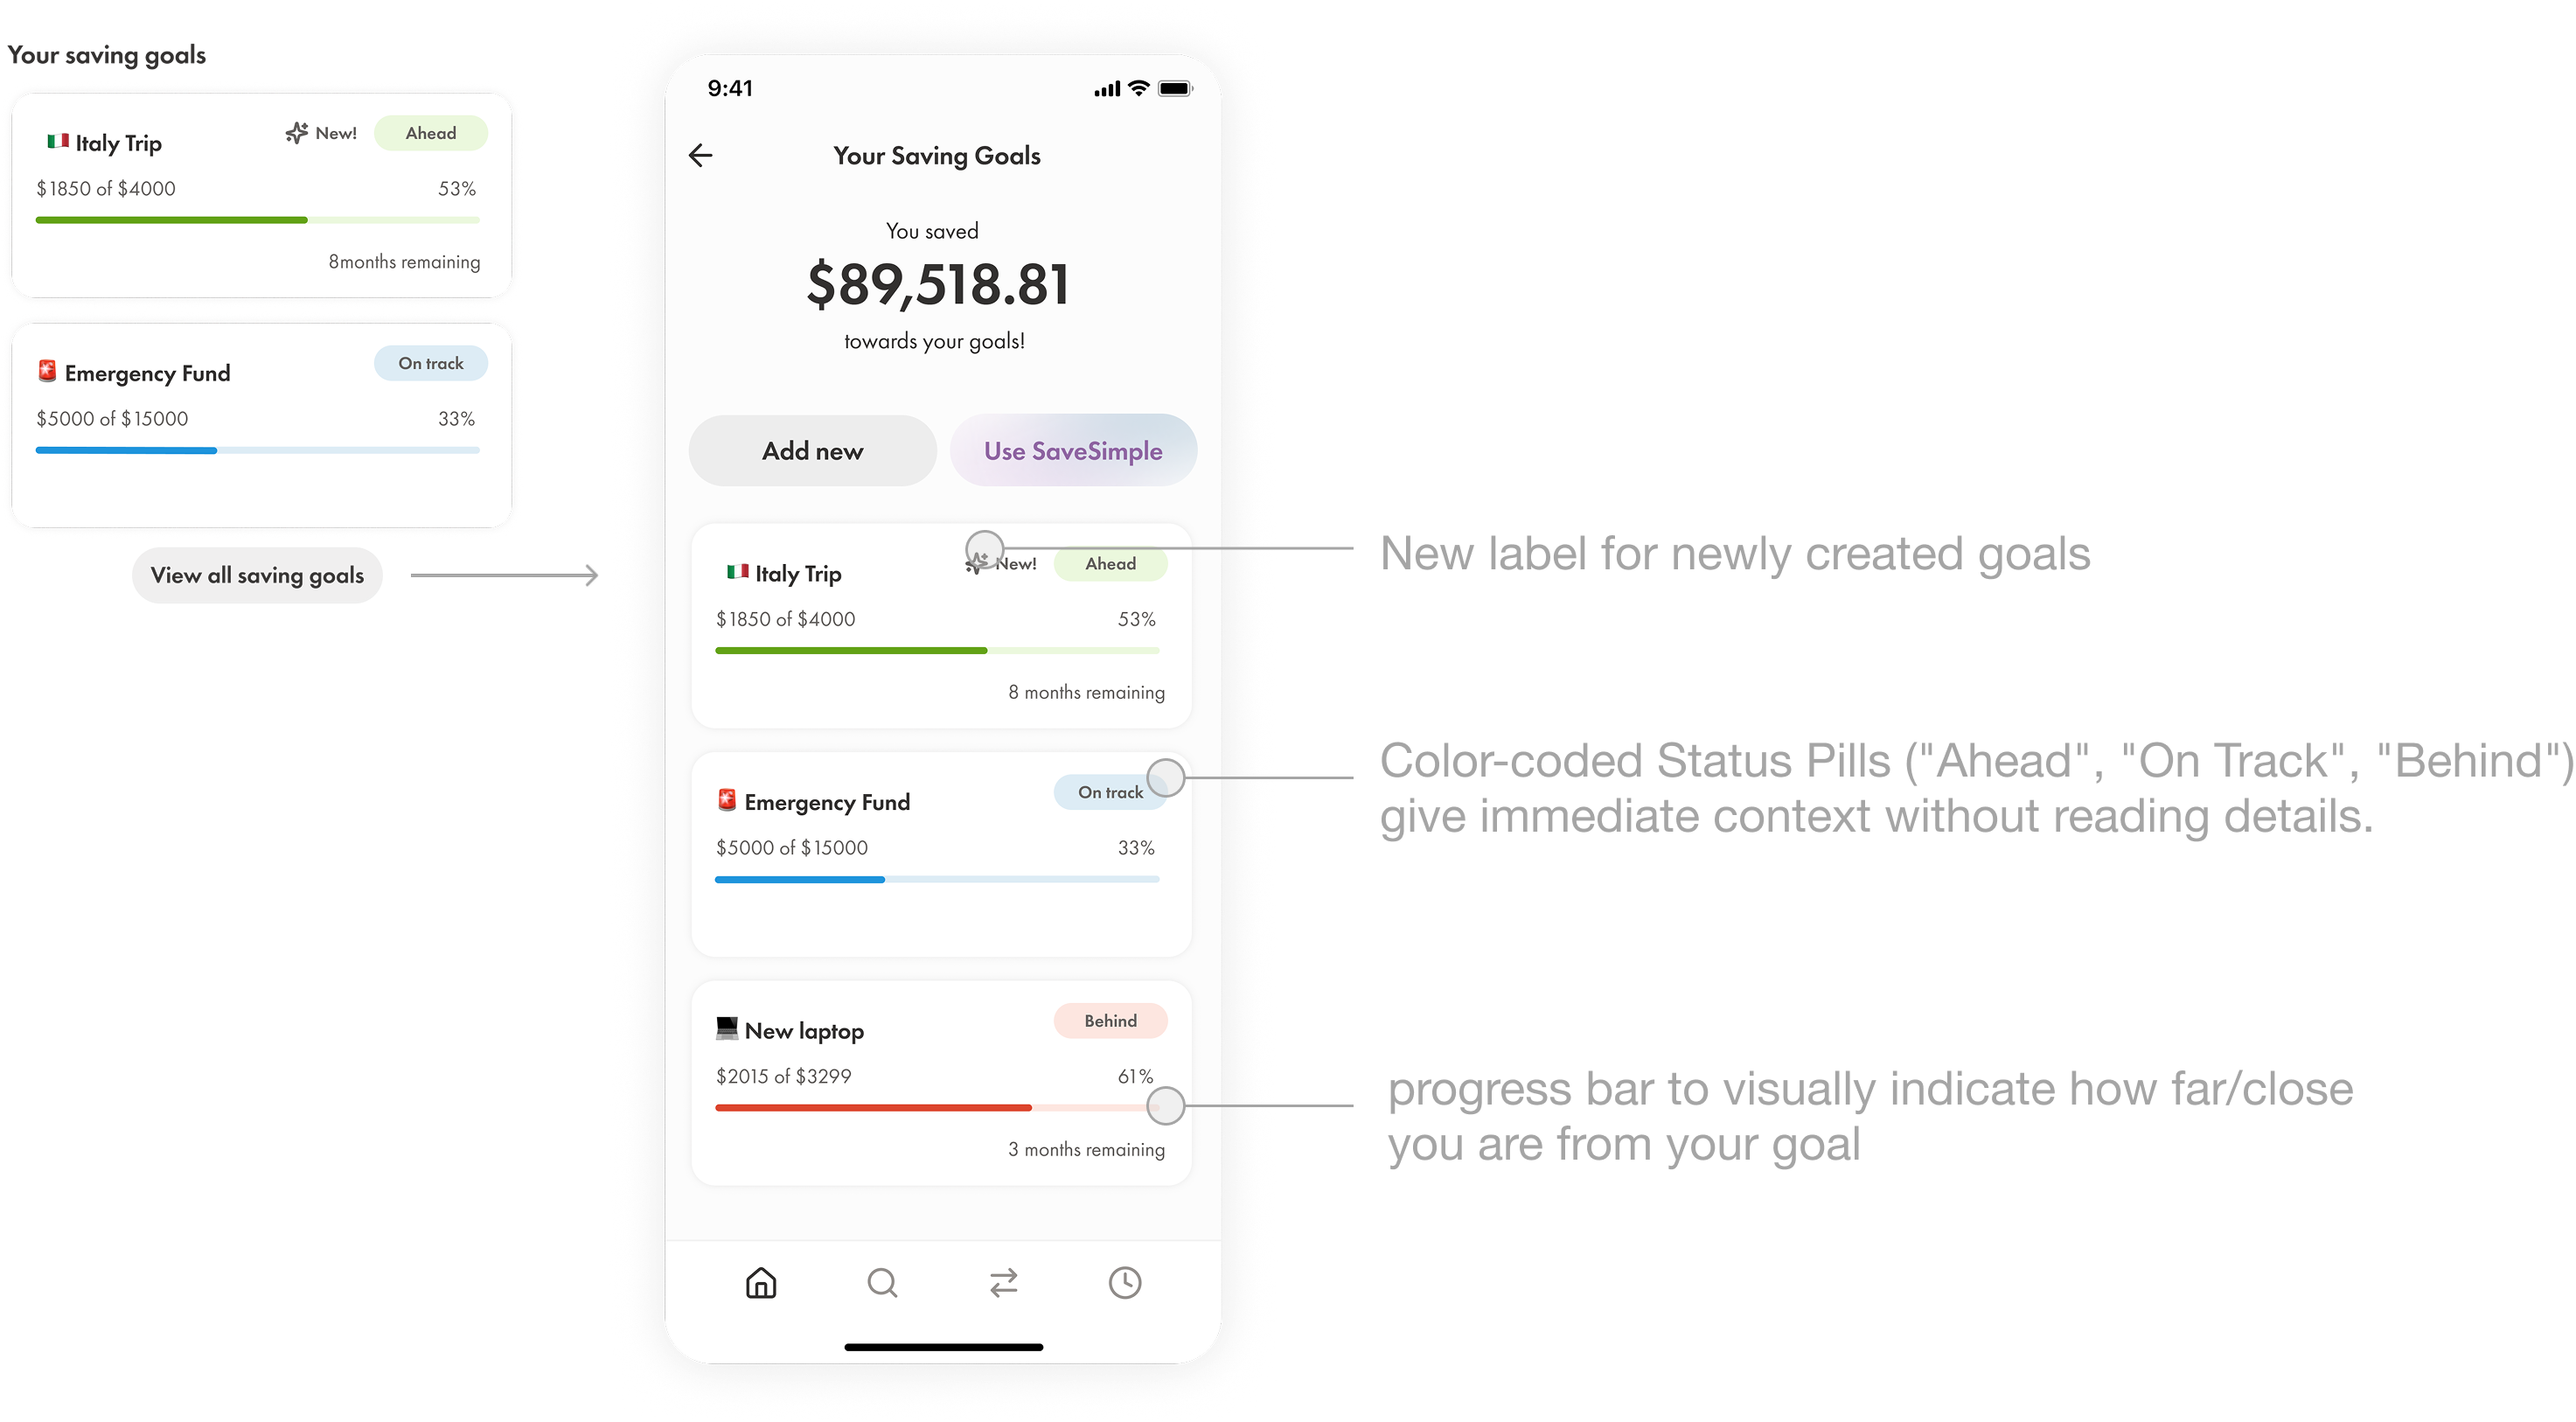 Your saving goals
Italy Trip
New!
Ahead
$1850 of $4000
53%
8months remaining
Emergency Fund
On track
$5000 of $15000
33%
View all saving goals
9:41
Your Saving Goals
You saved
$89,518.81
towards your goals!
Add new
Use SaveSimple
Italy Trip
New!
Ahead
$1850 of $4000
53%
8 months remaining
Emergency Fund
On track
$5000 of $15000
33%
New laptop
Behind
$2015 of $3299
61%
3 months remaining
New label for newly created goals
Color-coded Status Pills ("Ahead", "On Track", "Behind")
give immediate context without reading details.
progress bar to visually indicate how far/close
you are from your goal